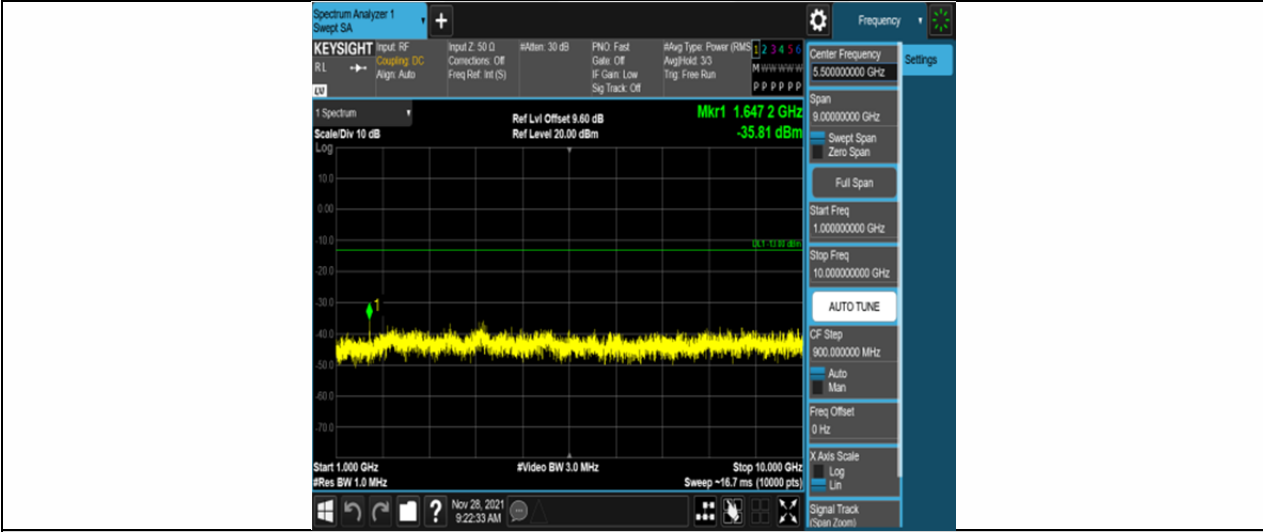 Spectrum Analyzer 1
Swept SA
Frequency
KEYSIGHT
RL
LV
Input: RF
Coupling: DC
Align: Auto
Input Z: 50 Ω
Corrections: Off
Freq Ref: Int (S)
#Atten: 30 dB
PNO: Fast
Gate: Off
IF Gain: Low
Sig Track: Off
#Avg Type: Power (RMS
Avg|Hold: 3/3
Trig: Free Run
1 2 3 4 5 6
M W W W W W
P P P P P P
Center Frequency
5.500000000 GHz
Settings
Span
9.00000000 GHz
Swept Span
Zero Span
Full Span
Start Freq
1.000000000 GHz
Stop Freq
10.000000000 GHz
AUTO TUNE
CF Step
900.000000 MHz
Auto
Man
Freq Offset
0 Hz
X Axis Scale
Log
Lin
Signal Track
(Span Zoom)
1 Spectrum
Scale/Div 10 dB
Ref Lvl Offset 9.60 dB
Ref Level 20.00 dBm
Mkr1 1.647 2 GHz
-35.81 dBm
Log
10.0
0.00
-10.0
-20.0
-30.0
-40.0
-50.0
-60.0
-70.0
DL1 -13.00 dBm
1
Start 1.000 GHz
#Video BW 3.0 MHz
Stop 10.000 GHz
#Res BW 1.0 MHz
Sweep ~16.7 ms (10000 pts)
?
Nov 28, 2021
9:22:33 AM